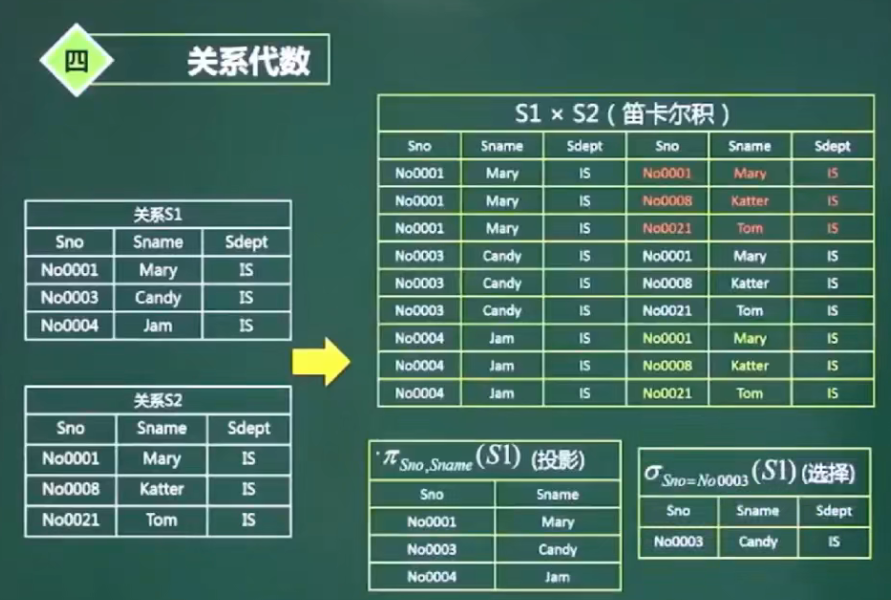 四
关系代数
关系S1
Sno Sname Sdept
No0001 Mary IS
No0003 Candy IS
No0004 Jam IS
关系S2
Sno Sname Sdept
No0001 Mary IS
No0008 Katter IS
No0021 Tom IS
S1 × S2（笛卡尔积）
Sno Sname Sdept Sno Sname Sdept
No0001 Mary IS No0001 Mary IS
No0001 Mary IS No0008 Katter IS
No0001 Mary IS No0021 Tom IS
No0003 Candy IS No0001 Mary IS
No0003 Candy IS No0008 Katter IS
No0003 Candy IS No0021 Tom IS
No0004 Jam IS No0001 Mary IS
No0004 Jam IS No0008 Katter IS
No0004 Jam IS No0021 Tom IS
π Sno,Sname (S1) (投影)
Sno Sname
No0001 Mary
No0003 Candy
No0004 Jam
σ Sno=No0003 (S1) (选择)
Sno Sname Sdept
No0003 Candy IS